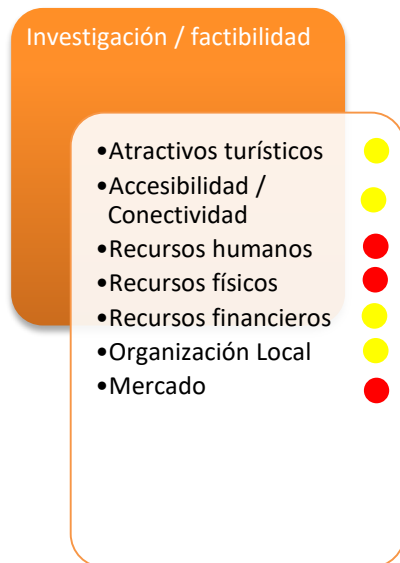 Investigación / factibilidad
•Atractivos turísticos
•Accesibilidad /
Conectividad
•Recursos humanos
•Recursos físicos
•Recursos financieros
•Organización Local
•Mercado